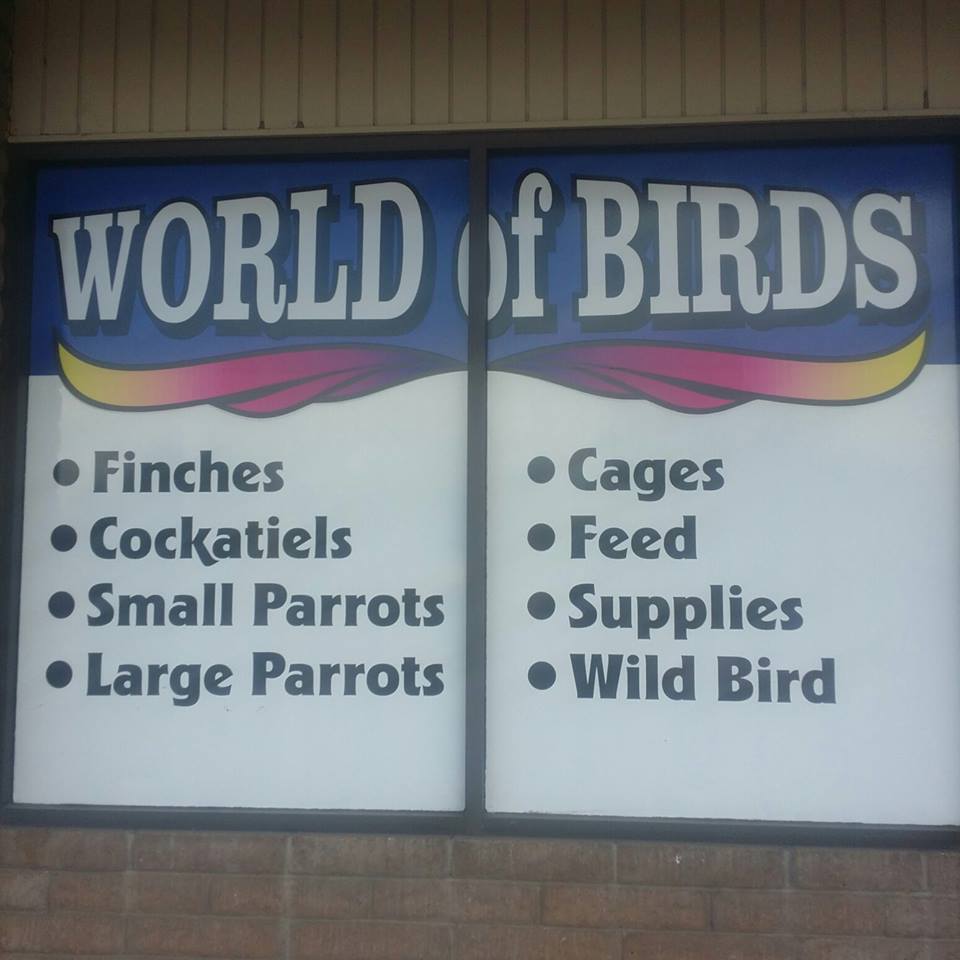 WORLD of BIRDS
• Finches
• Cockatiels
• Small Parrots
• Large Parrots
• Cages
• Feed
• Supplies
• Wild Bird